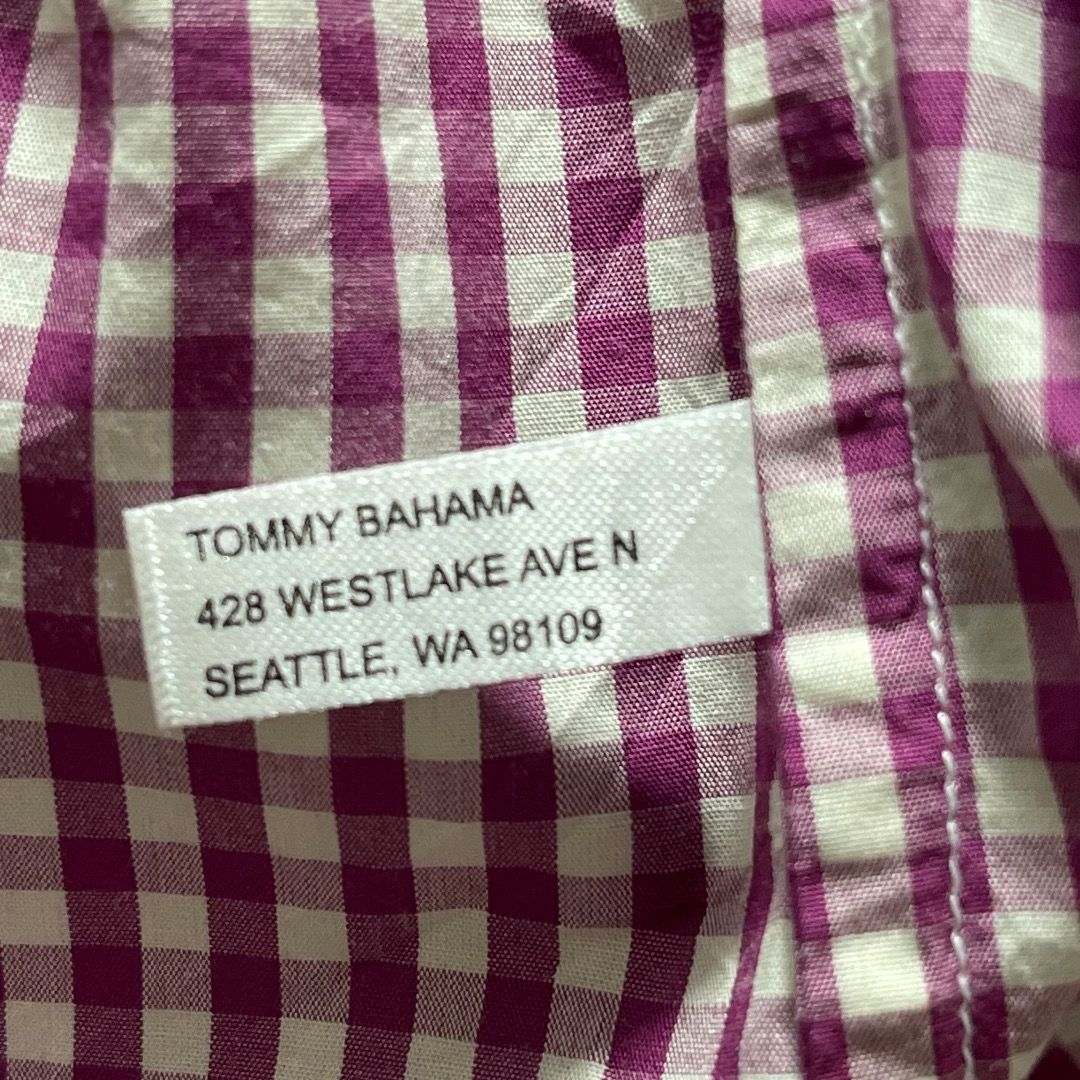 TOMMY BAHAMA
428 WESTLAKE AVE N
SEATTLE, WA 98109